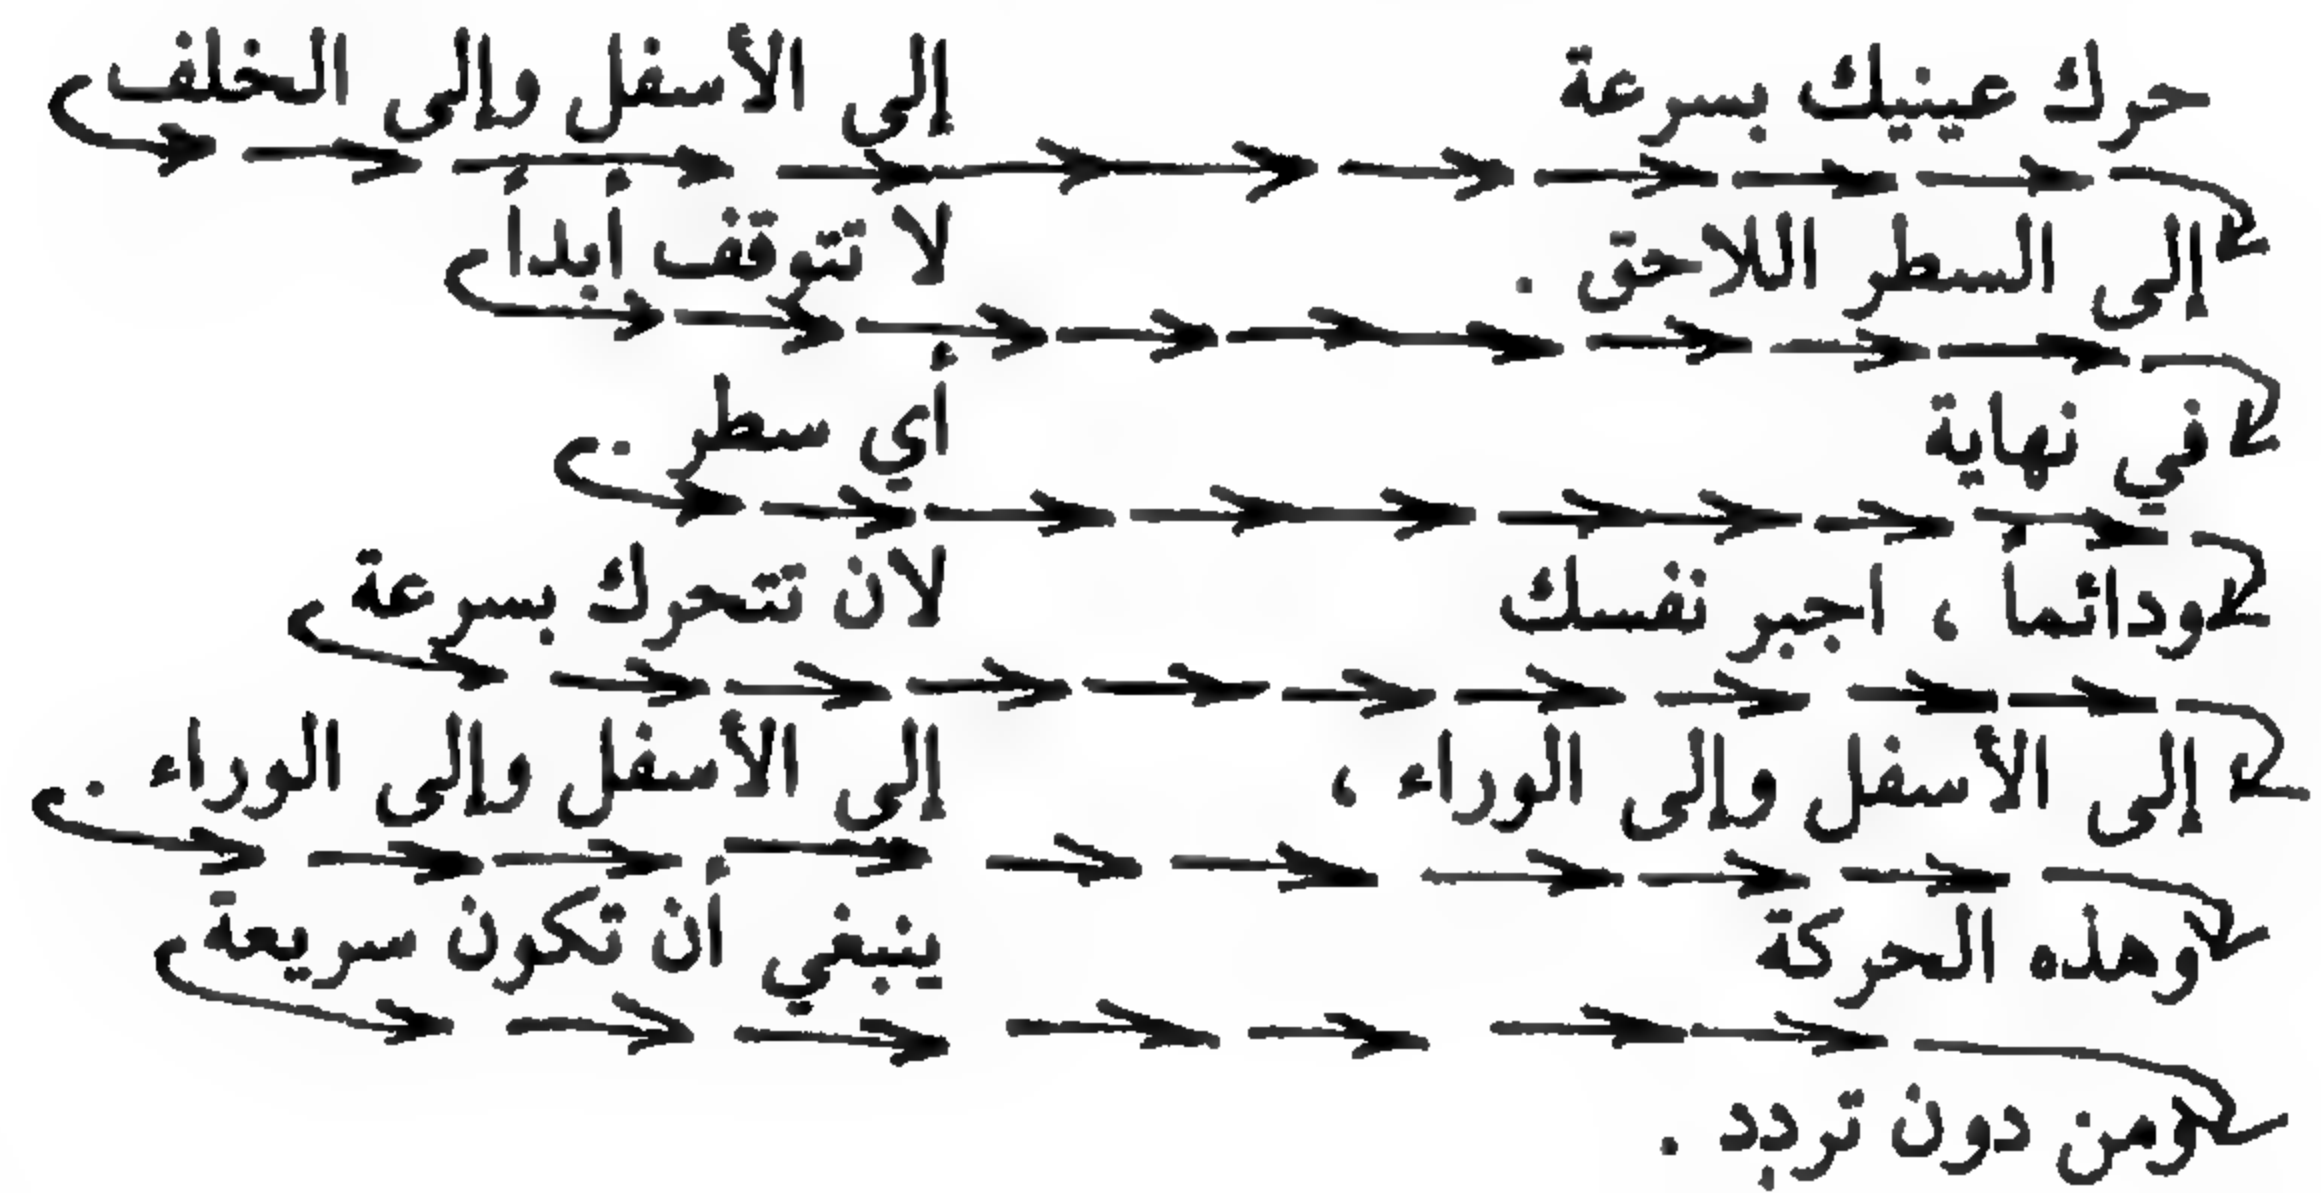 حرك عينيك بسرعة إلى الأسفل وإلى الخلف
إلى السطر اللاحق . لا تتوقف أبداً
في نهاية أي سطر .
ودائماً ، اجبر نفسك لان تتحرك بسرعة
إلى الأسفل وإلى الوراء ، إلى الأسفل وإلى الوراء .
وهذه الحركة ينبغي أن تكون سريعة
ومن دون تردد .